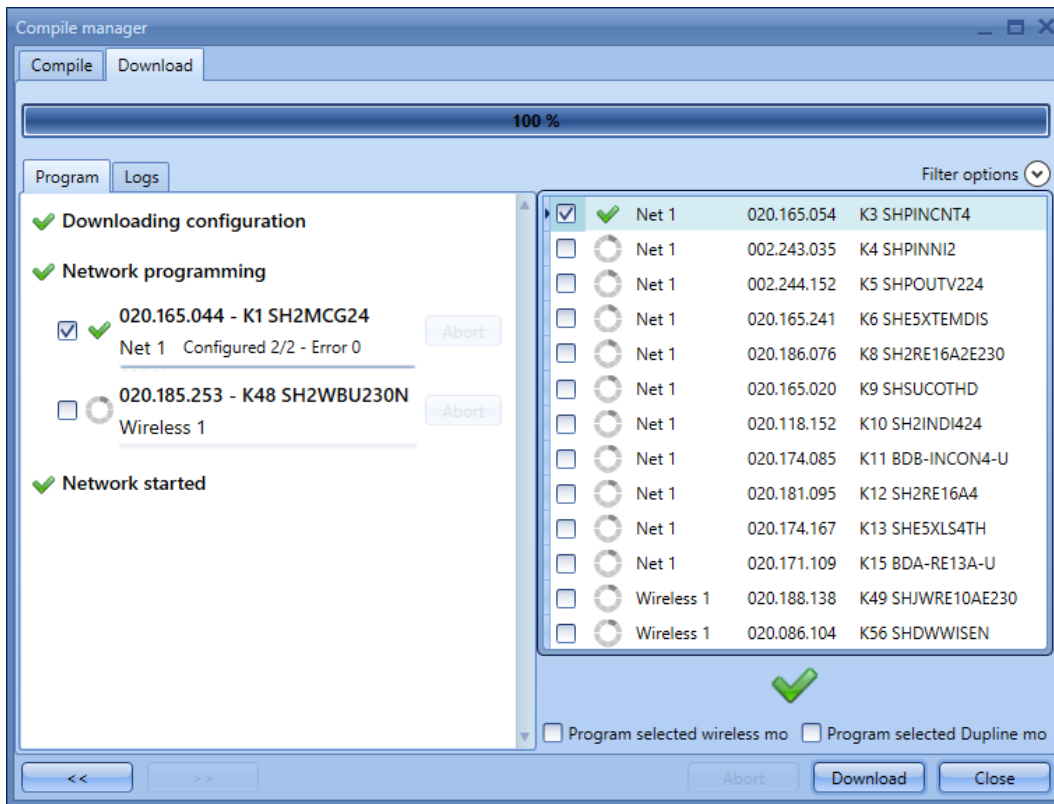 Compile manager
Compile Download
100 %
Program Logs
Filter options
Downloading configuration
Network programming
020.165.044 - K1 SH2MCG24
Net 1 Configured 2/2 - Error 0
Abort
020.185.253 - K48 SH2WBU230N
Wireless 1
Abort
Network started
Net 1 020.165.054 K3 SHPINCNT4
Net 1 002.243.035 K4 SHPINNI2
Net 1 002.244.152 K5 SHPOUTV224
Net 1 020.165.241 K6 SHE5XTEMDIS
Net 1 020.186.076 K8 SH2RE16A2E230
Net 1 020.165.020 K9 SHSUCOTHD
Net 1 020.118.152 K10 SH2INDI424
Net 1 020.174.085 K11 BDB-INCON4-U
Net 1 020.181.095 K12 SH2RE16A4
Net 1 020.174.167 K13 SHE5XLS4TH
Net 1 020.171.109 K15 BDA-RE13A-U
Wireless 1 020.188.138 K49 SHJWRE10AE230
Wireless 1 020.086.104 K56 SHDWWISEN
Program selected wireless mo Program selected Dupline mo
<< >> Abort Download Close